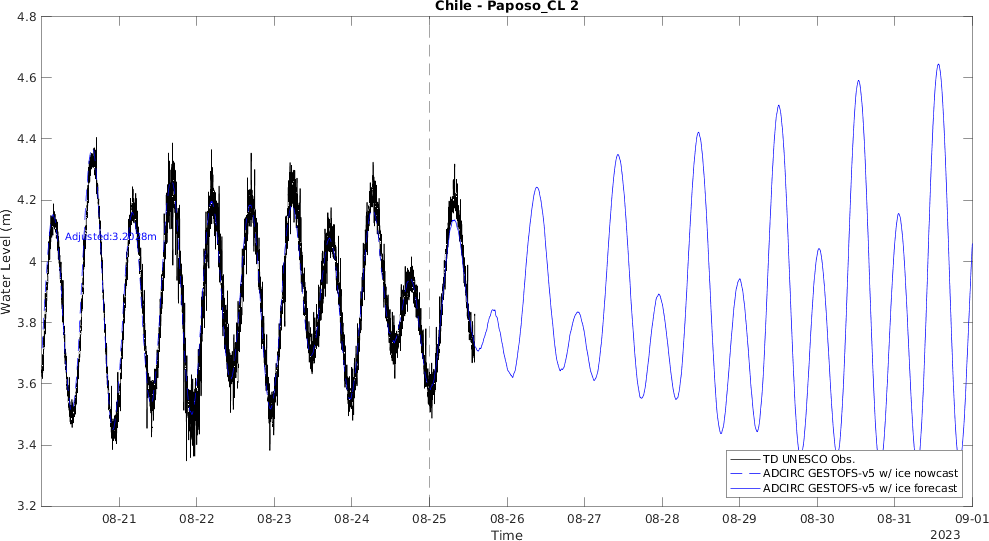 Chile - Paposo_CL 2
Water Level (m)
4.8
4.6
4.4
4.2
4
3.8
3.6
3.4
3.2
Adjusted:3.2028m
TD UNESCO Obs.
ADCIRC GESTOFS-v5 w/ ice nowcast
ADCIRC GESTOFS-v5 w/ ice forecast
08-21 08-22 08-23 08-24 08-25 08-26 08-27 08-28 08-29 08-30 08-31 09-01
Time
2023